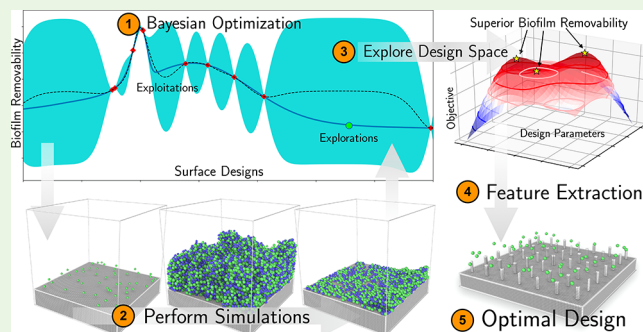 1 Bayesian Optimization
Biofilm Removability
Exploitations
Explorations
Surface Designs
2 Perform Simulations
3 Explore Design Space
Superior Biofilm Removability
Objective
Design Parameters
4 Feature Extraction
5 Optimal Design